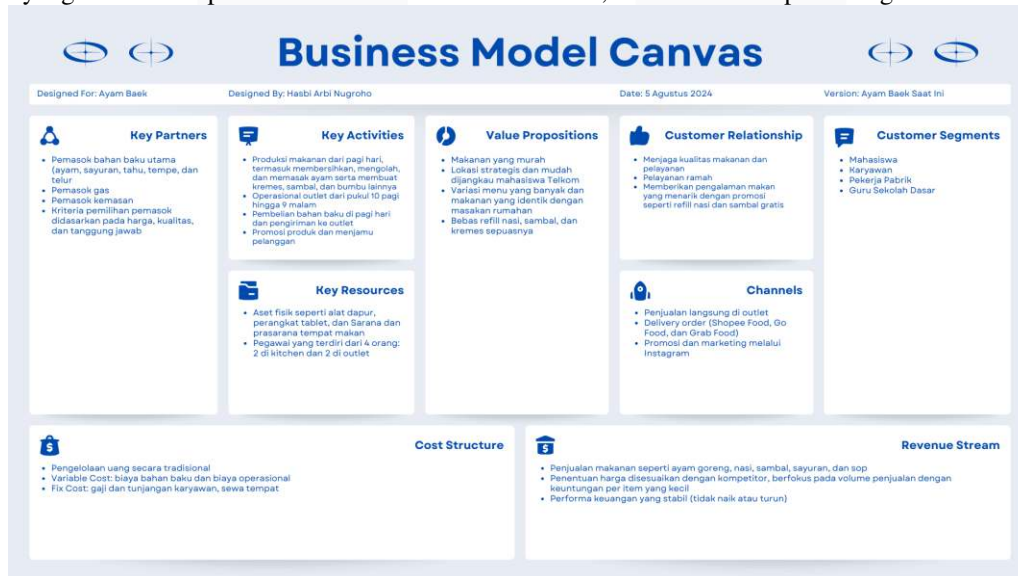 Business Model Canvas
Designed For: Ayam Baek
Designed By: Hasbi Arbi Nugroho
Date: 5 Agustus 2024
Version: Ayam Baek Saat Ini
Key Partners
• Pemasok bahan baku utama
(ayam, sayuran, tahu, tempe, dan
telur
• Pemasok gas
• Pemasok kemasan
• Kriteria pemilihan pemasok
didasarkan pada harga, kualitas,
dan tanggung jawab
Key Activities
• Produksi makanan dari pagi hari,
termasuk membersihkan, mengolah,
dan memasak ayam serta membuat
kremes, sambal, dan bumbu lainnya
• Operasional outlet dari pukul 10 pagi
hingga 9 malam
• Pembelian bahan baku di pagi hari
dan pengiriman ke outlet
• Promosi produk dan menjamu
pelanggan
Key Resources
• Aset fisik seperti alat dapur,
perangkat tablet, dan Sarana dan
prasarana tempat makan
• Pegawai yang terdiri dari 4 orang:
2 di kitchen dan 2 di outlet
Value Propositions
• Makanan yang murah
• Lokasi strategis dan mudah
dijangkau mahasiswa Telkom
• Variasi menu yang banyak dan
makanan yang identik dengan
masakan rumahan
• Bebas refill nasi, sambal, dan
kremes sepuasnya
Customer Relationship
• Menjaga kualitas makanan dan
pelayanan
• Pelayanan ramah
• Memberikan pengalaman makan
yang menarik dengan promosi
seperti refill nasi dan sambal gratis
Channels
• Penjualan langsung di outlet
• Delivery order (Shopee Food, Go
Food, dan Grab Food)
• Promosi dan marketing melalui
Instagram
Customer Segments
• Mahasiswa
• Karyawan
• Pekerja Pabrik
• Guru Sekolah Dasar
Cost Structure
• Pengelolaan uang secara tradisional
• Variable Cost: biaya bahan baku dan biaya operasional
• Fix Cost: gaji dan tunjangan karyawan, sewa tempat
Revenue Stream
• Penjualan makanan seperti ayam goreng, nasi, sambal, sayuran, dan sop
• Penentuan harga disesuaikan dengan kompetitor, berfokus pada volume penjualan dengan
keuntungan per item yang kecil
• Performa keuangan yang stabil (tidak naik atau turun)